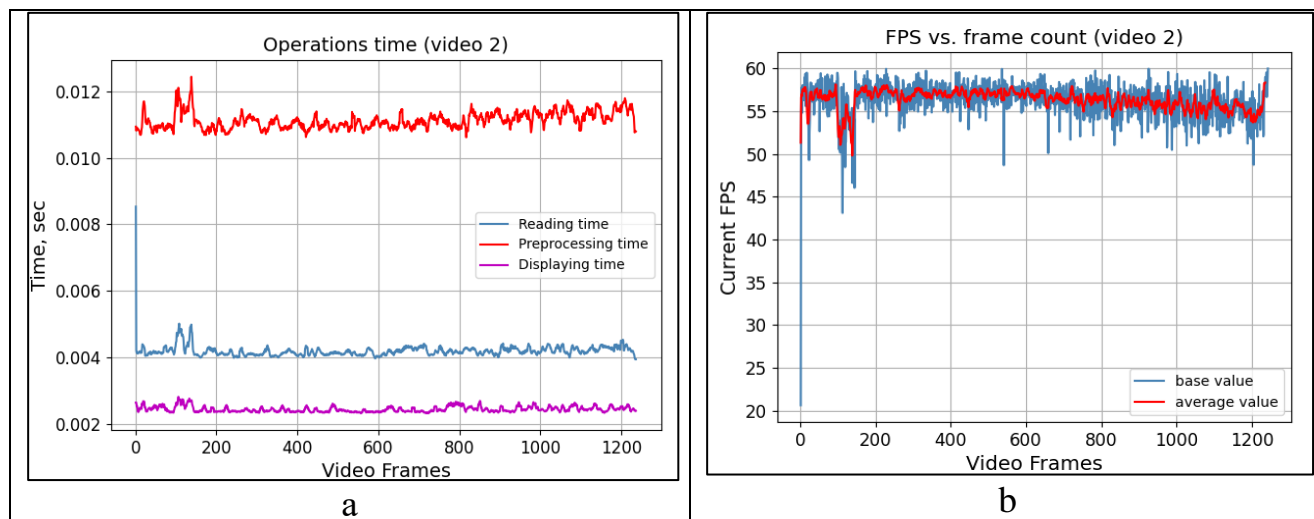 Operations time (video 2)
0.012
0.010
0.008
0.006
0.004
0.002
Time, sec
Reading time
Preprocessing time
Displaying time
0 200 400 600 800 1000 1200
Video Frames
a
FPS vs. frame count (video 2)
60
55
50
45
40
35
30
25
20
Current FPS
base value
average value
0 200 400 600 800 1000 1200
Video Frames
b